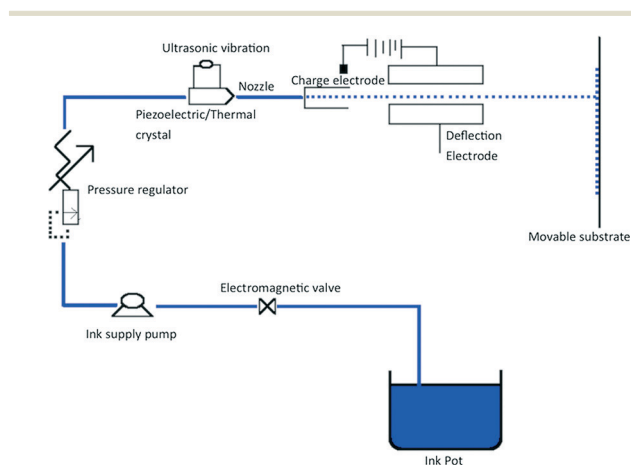 Ultrasonic vibration
Nozzle
Charge electrode
Piezoelectric/Thermal
crystal
Deflection
Electrode
Pressure regulator
Movable substrate
Electromagnetic valve
Ink supply pump
Ink Pot